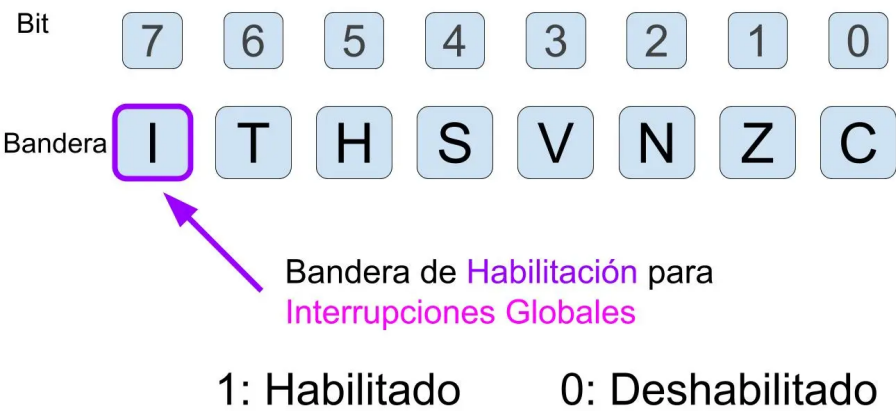 Bit 7 6 5 4 3 2 1 0
Bandera I T H S V N Z C
Bandera de Habilitación para
Interrupciones Globales
1: Habilitado 0: Deshabilitado